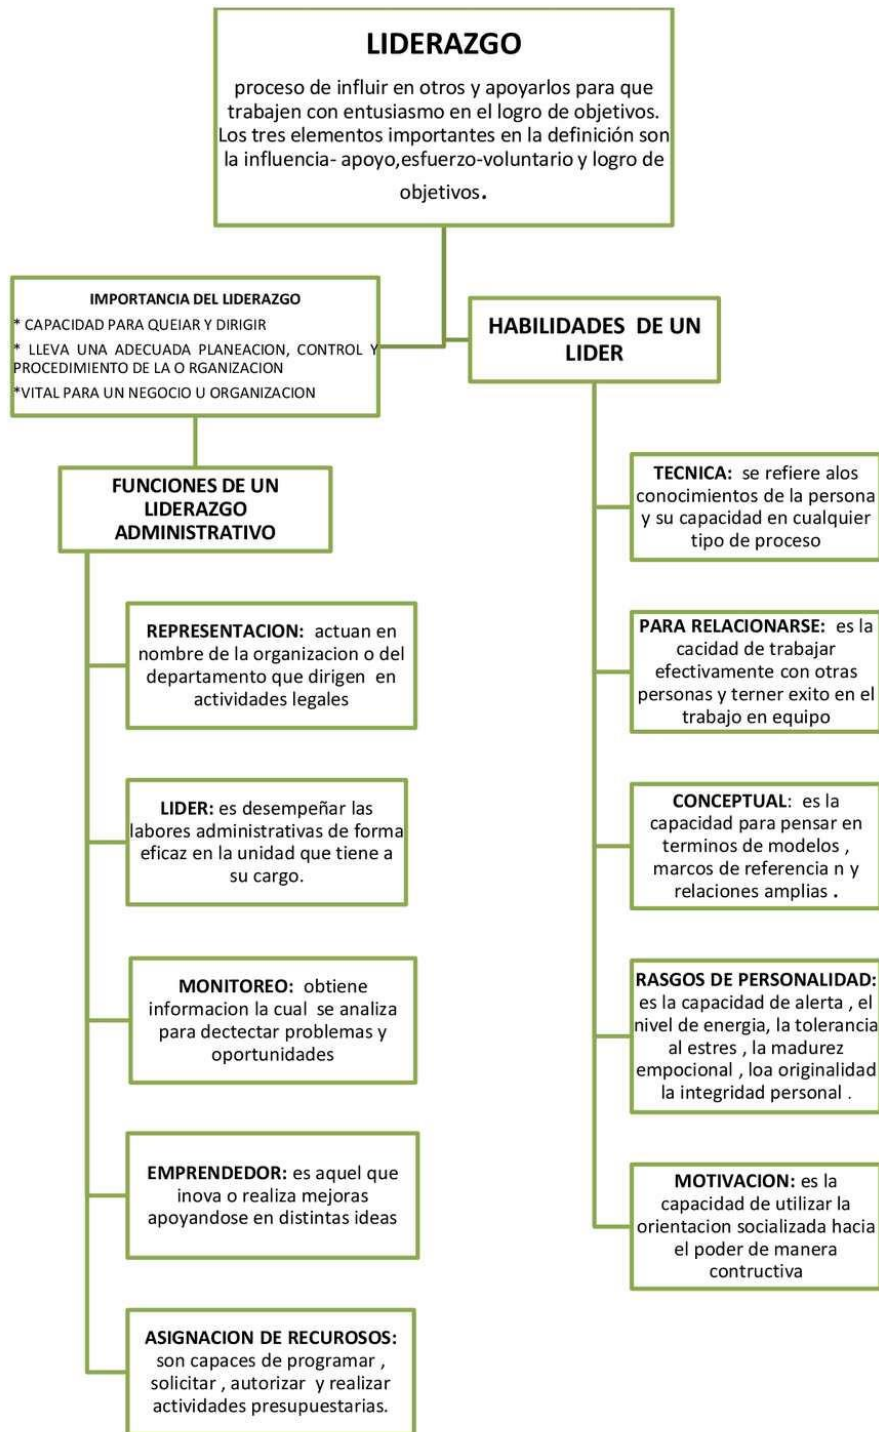 LIDERAZGO
proceso de influir en otros y apoyarlos para que
trabajen con entusiasmo en el logro de objetivos.
Los tres elementos importantes en la definición son
la influencia- apoyo,esfuerzo-voluntario y logro de
objetivos.
IMPORTANCIA DEL LIDERAZGO
* CAPACIDAD PARA QUEIAR Y DIRIGIR
* LLEVA UNA ADECUADA PLANEACION, CONTROL Y
PROCEDIMIENTO DE LA O RGANIZACION
*VITAL PARA UN NEGOCIO U ORGANIZACION
FUNCIONES DE UN
LIDERAZGO
ADMINISTRATIVO
REPRESENTACION: actuan en
nombre de la organizacion o del
departamento que dirigen en
actividades legales
LIDER: es desempeñar las
labores administrativas de forma
eficaz en la unidad que tiene a
su cargo.
MONITOREO: obtiene
informacion la cual se analiza
para dectectar problemas y
oportunidades
EMPRENDEDOR: es aquel que
inova o realiza mejoras
apoyandose en distintas ideas
ASIGNACION DE RECUROSOS:
son capaces de programar ,
solicitar , autorizar y realizar
actividades presupuestarias.
HABILIDADES DE UN
LIDER
TECNICA: se refiere alos
conocimientos de la persona
y su capacidad en cualquier
tipo de proceso
PARA RELACIONARSE: es la
cacidad de trabajar
efectivamente con otras
personas y terner exito en el
trabajo en equipo
CONCEPTUAL: es la
capacidad para pensar en
terminos de modelos ,
marcos de referencia n y
relaciones amplias .
RASGOS DE PERSONALIDAD:
es la capacidad de alerta , el
nivel de energia, la tolerancia
al estres , la madurez
empocional , loa originalidad
la integridad personal .
MOTIVACION: es la
capacidad de utilizar la
orientacion socializada hacia
el poder de manera
contructiva